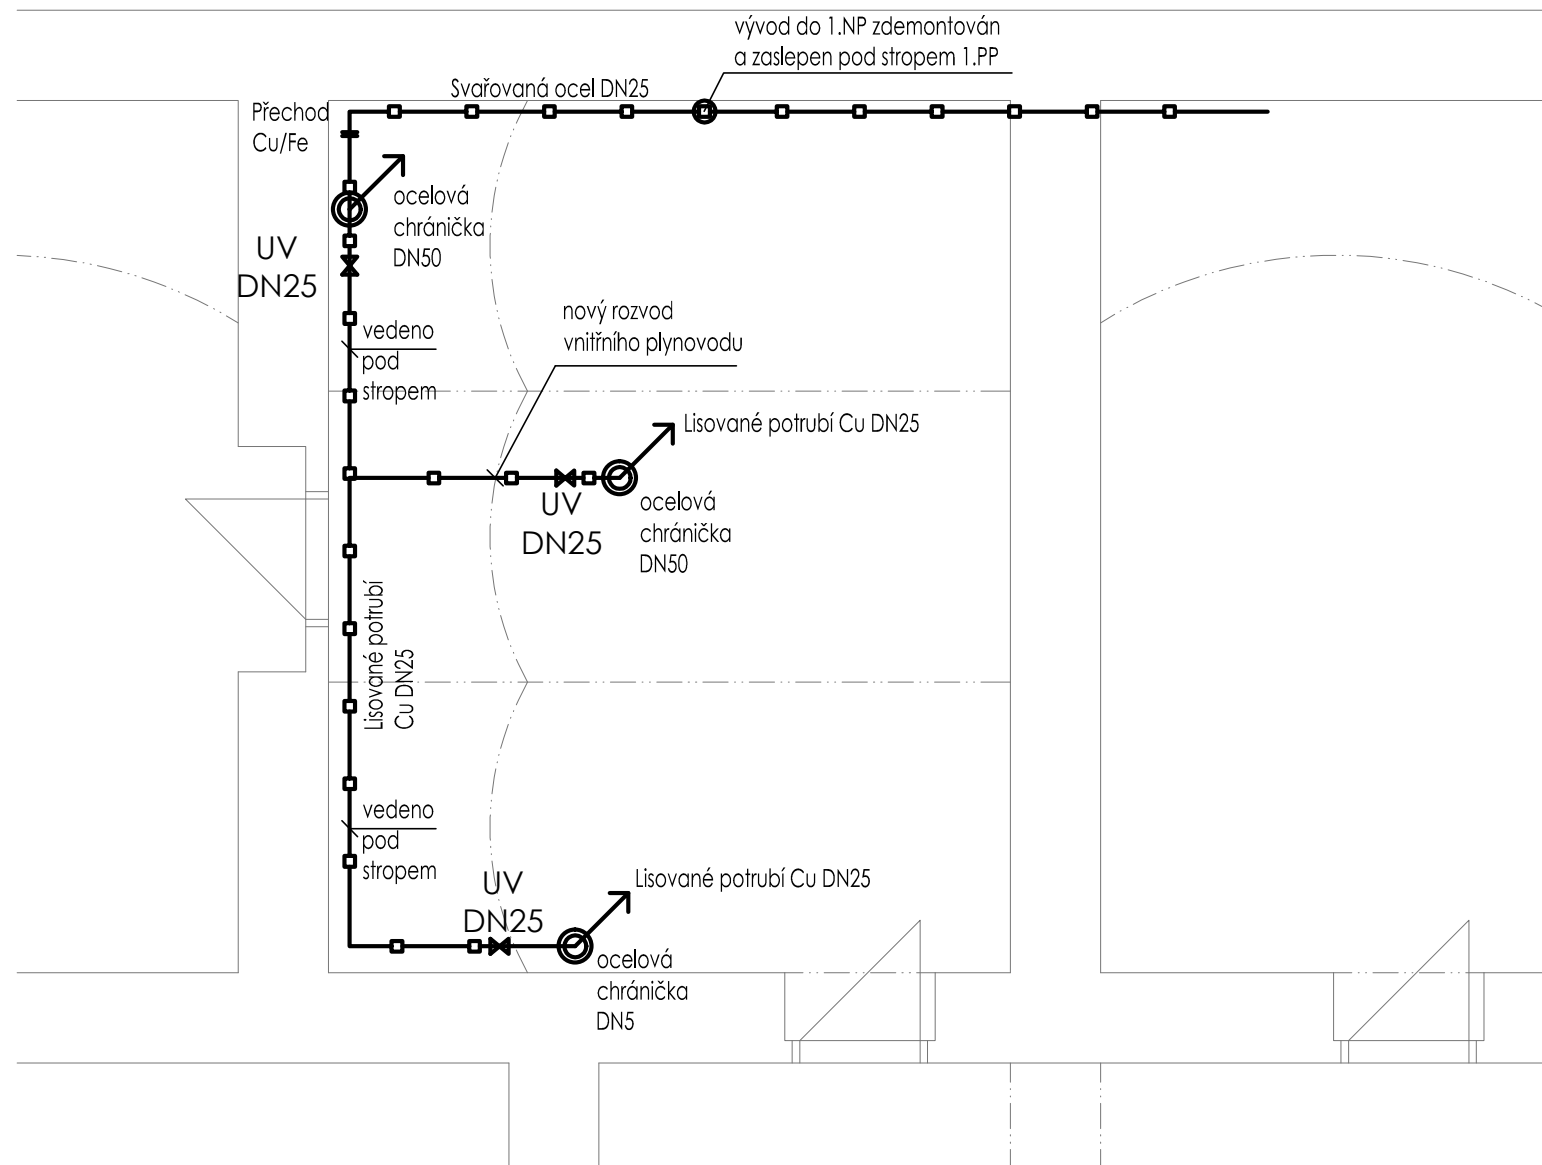 vývod do 1.NP zdemontován
a zaslepen pod stropem 1.PP
Svařovaná ocel DN25
Přechod
Cu/Fe
ocelová
chránička
DN50
UV
DN25
vedeno
pod
stropem
nový rozvod
vnitřního plynovodu
Lisované potrubí Cu DN25
UV
DN25
ocelová
chránička
DN50
Lisované potrubí
Cu DN25
vedeno
pod
stropem
UV
DN25
Lisované potrubí Cu DN25
ocelová
chránička
DN5